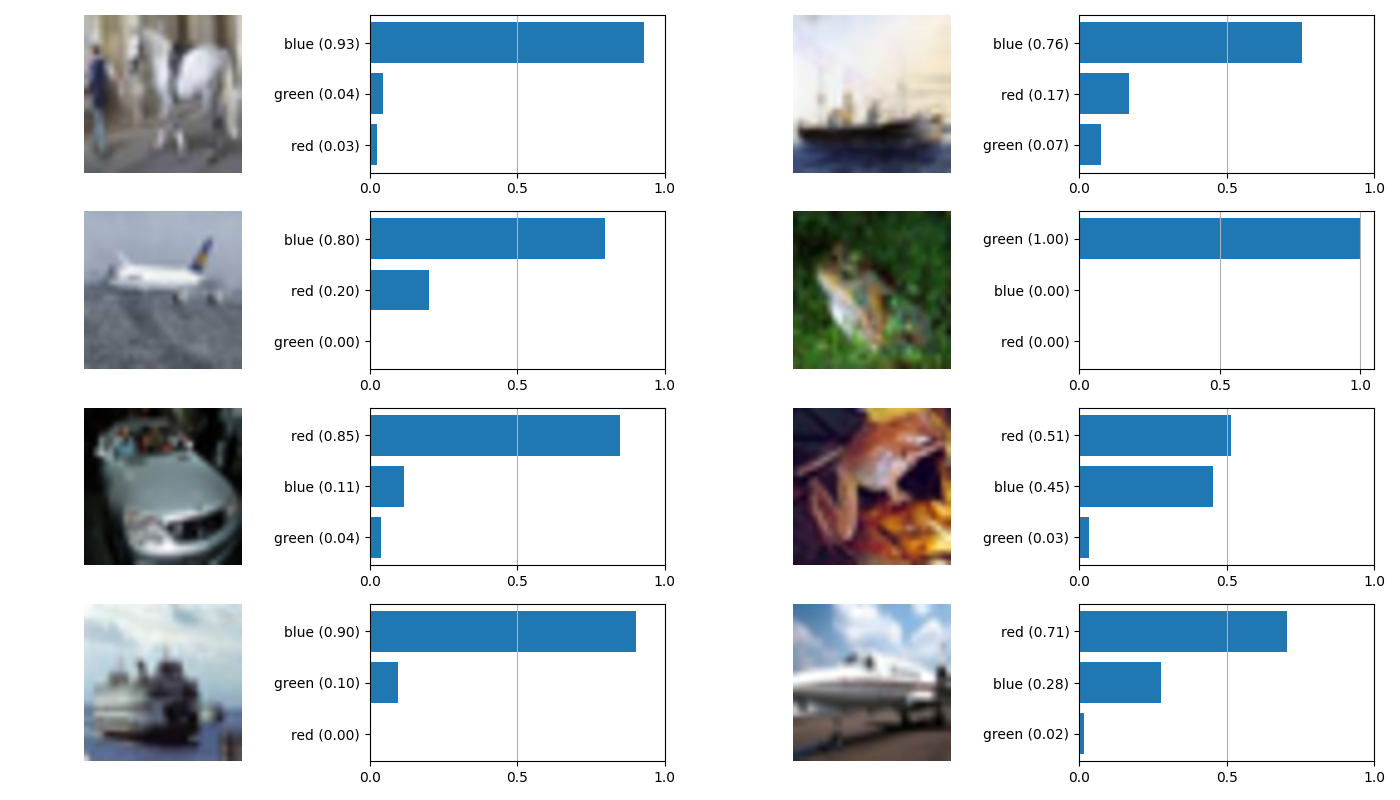 blue (0.93)
green (0.04)
red (0.03)
0.0 0.5 1.0
blue (0.76)
red (0.17)
green (0.07)
0.0 0.5 1.0
blue (0.80)
red (0.20)
green (0.00)
0.0 0.5 1.0
green (1.00)
blue (0.00)
red (0.00)
0.0 0.5 1.0
red (0.85)
blue (0.11)
green (0.04)
0.0 0.5 1.0
red (0.51)
blue (0.45)
green (0.03)
0.0 0.5 1.0
blue (0.90)
green (0.10)
red (0.00)
0.0 0.5 1.0
red (0.71)
blue (0.28)
green (0.02)
0.0 0.5 1.0